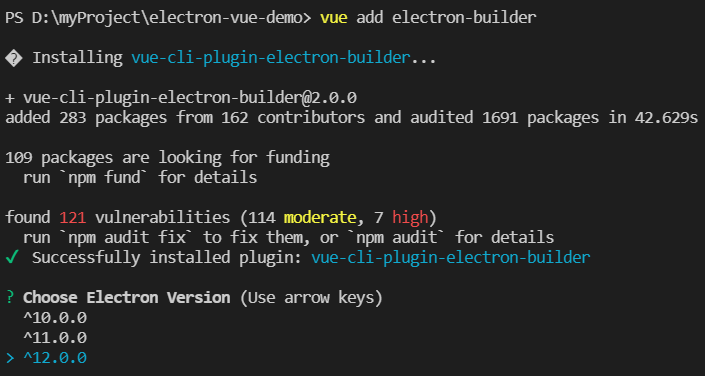 PS D:\myProject\electron-vue-demo> vue add electron-builder
� Installing vue-cli-plugin-electron-builder...
+ vue-cli-plugin-electron-builder@2.0.0
added 283 packages from 162 contributors and audited 1691 packages in 42.629s
109 packages are looking for funding
  run `npm fund` for details
found 121 vulnerabilities (114 moderate, 7 high)
  run `npm audit fix` to fix them, or `npm audit` for details
✓ Successfully installed plugin: vue-cli-plugin-electron-builder
? Choose Electron Version (Use arrow keys)
  ^10.0.0
  ^11.0.0
> ^12.0.0